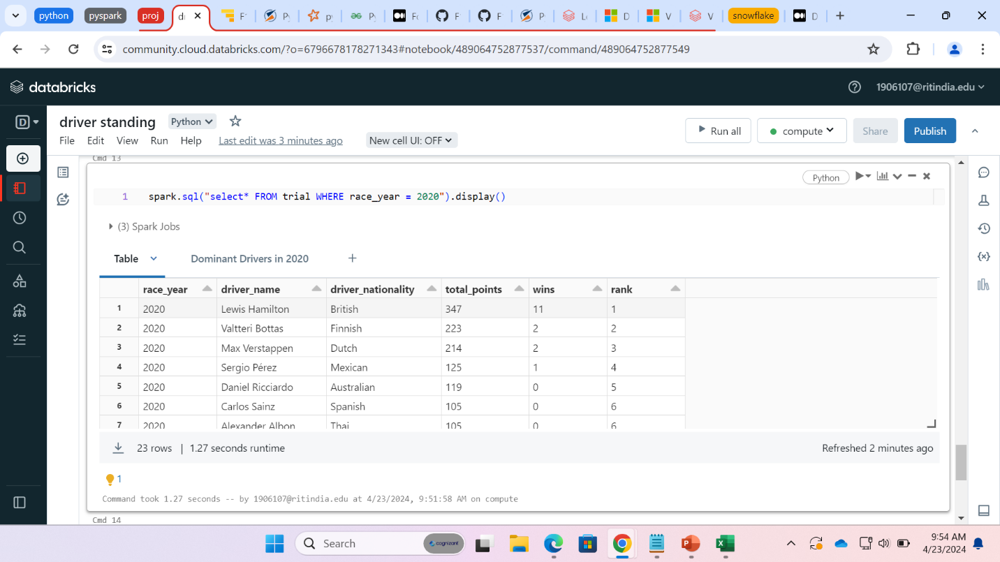 python
pyspark
proj
snowflake
community.cloud.databricks.com/?o=6796678178271343#notebook/489064752877537/command/489064752877549
databricks
1906107@ritindia.edu
D
driver standing
Python
File Edit View Run Help Last edit was 3 minutes ago New cell UI: OFF
Run all
compute
Share
Publish
Cmd 13
Python
1 spark.sql("select* FROM trial WHERE race_year = 2020").display()
(3) Spark Jobs
Table Dominant Drivers in 2020 +
race_year driver_name driver_nationality total_points wins rank
1 2020 Lewis Hamilton British 347 11 1
2 2020 Valtteri Bottas Finnish 223 2 2
3 2020 Max Verstappen Dutch 214 2 3
4 2020 Sergio Pérez Mexican 125 1 4
5 2020 Daniel Ricciardo Australian 119 0 5
6 2020 Carlos Sainz Spanish 105 0 6
7 2020 Alexander Albon Thai 105 0 6
23 rows | 1.27 seconds runtime
Refreshed 2 minutes ago
1
Command took 1.27 seconds -- by 1906107@ritindia.edu at 4/23/2024, 9:51:58 AM on compute
Cmd 14
Search
cognizant
9:54 AM
4/23/2024